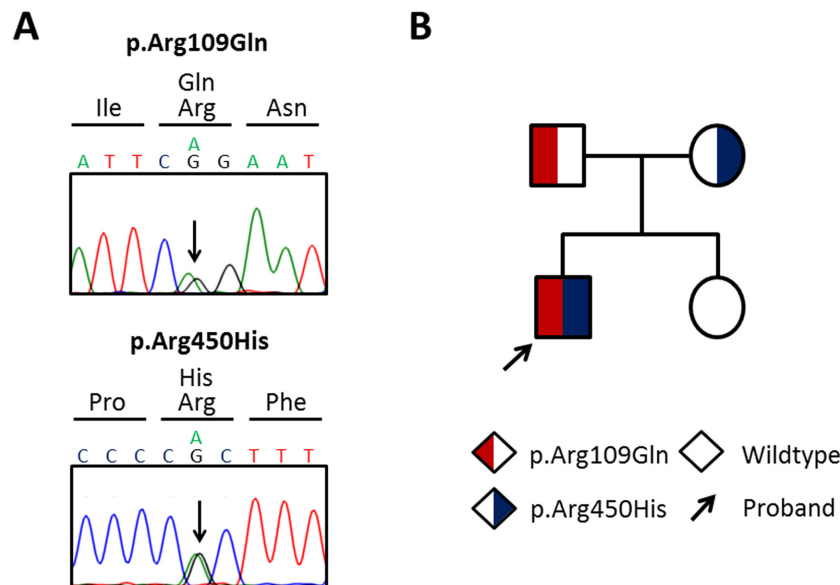 A
p.Arg109Gln
Gln
Ile Arg Asn
A
A T T C G G A A T
p.Arg450His
His
Pro Arg Phe
A
C C C C G C T T T
B
p.Arg109Gln Wildtype
p.Arg450His Proband